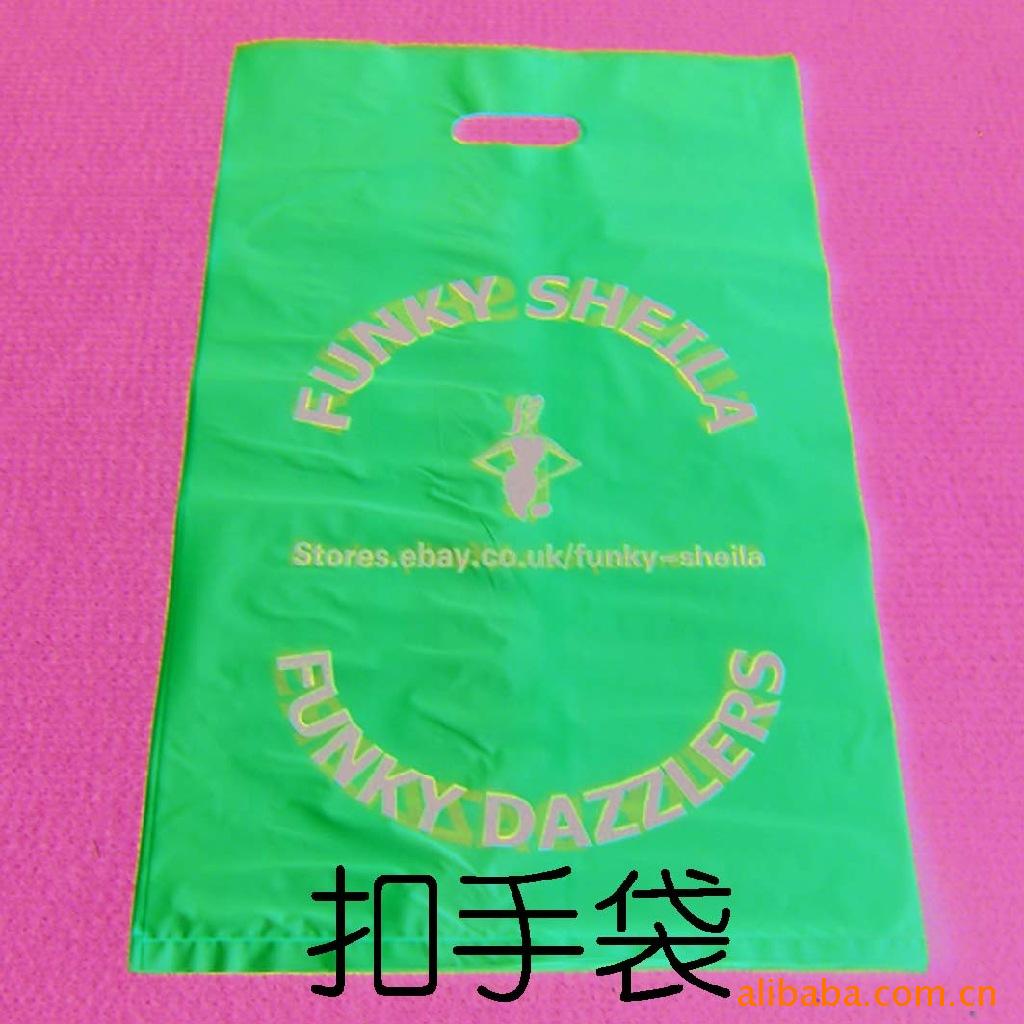 FUNKY SHEILA
Stores.ebay.co.uk/funky-sheila
FUNKY DAZZLERS
扣手袋
alibaba.com.cn